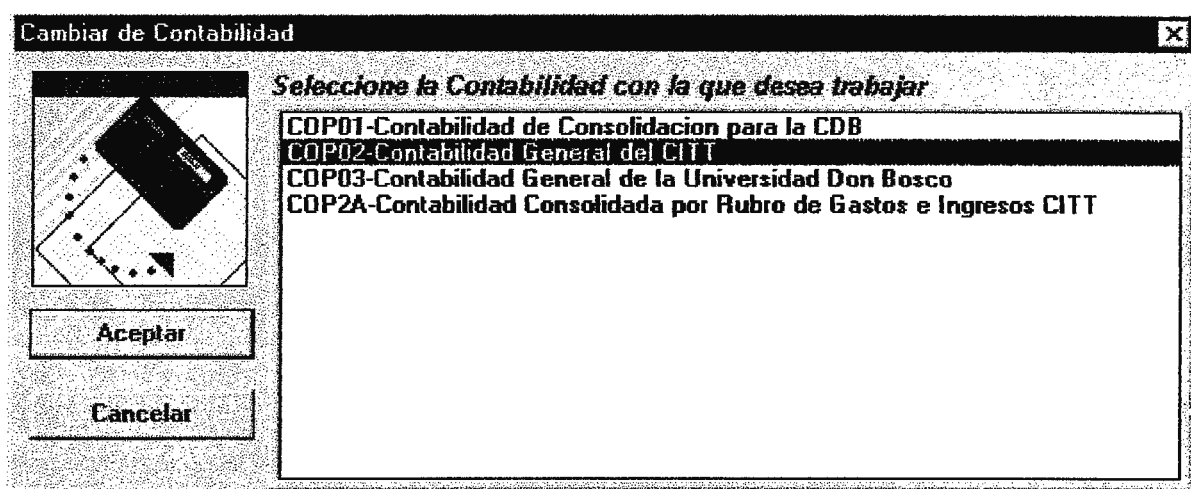 Cambiar de Contabilidad
Seleccione la Contabilidad con la que desea trabajar
COP01-Contabilidad de Consolidacion para la CDB
COP02-Contabilidad General del CITT
COP03-Contabilidad General de la Universidad Don Bosco
COP2A-Contabilidad Consolidada por Rubro de Gastos e Ingresos CITT
Aceptar
Cancelar